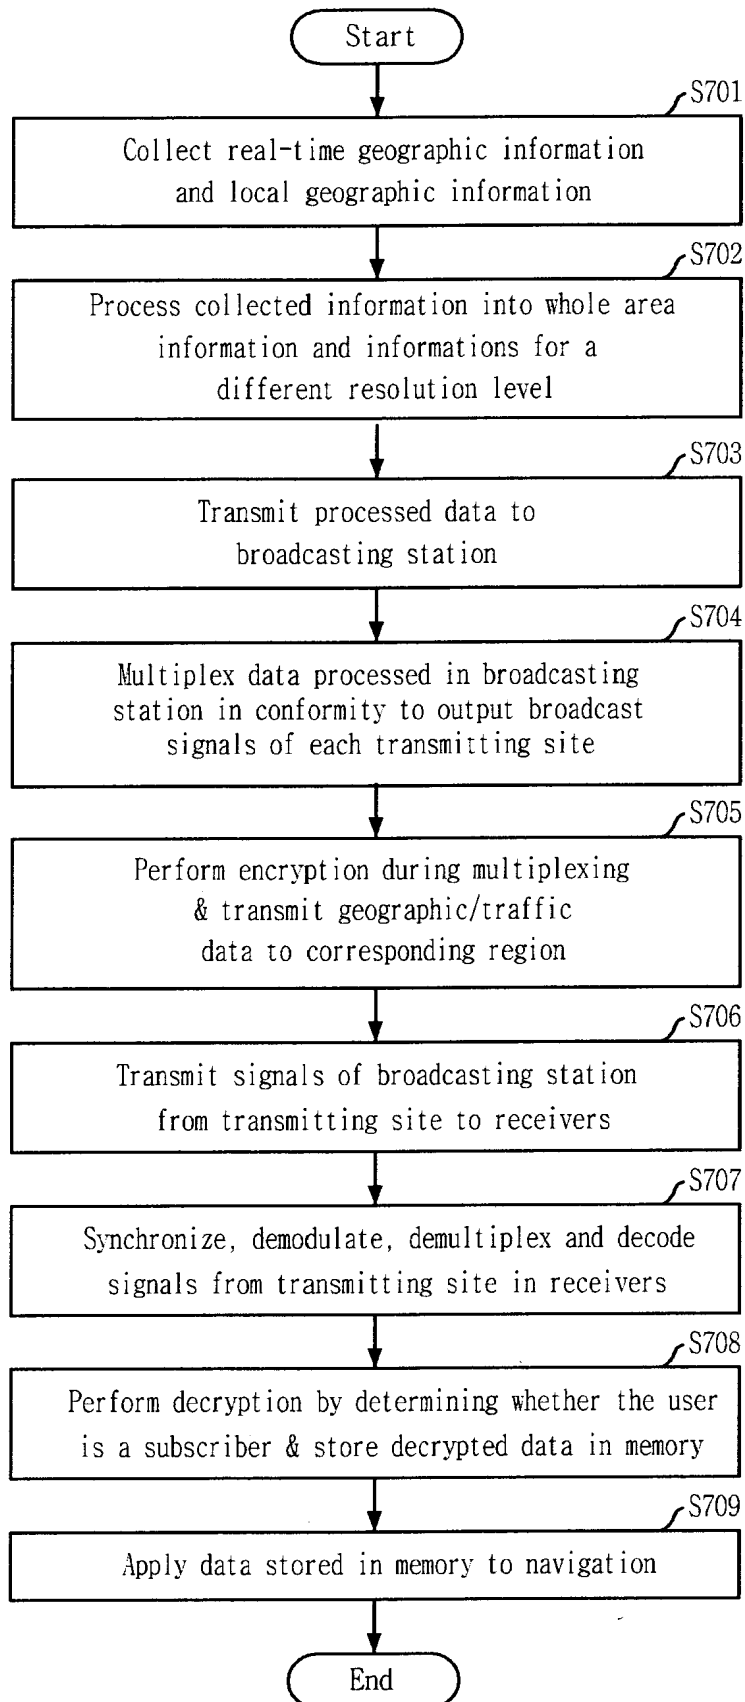 Start
S701
Collect real-time geographic information
and local geographic information
S702
Process collected information into whole area
information and informations for a
different resolution level
S703
Transmit processed data to
broadcasting station
S704
Multiplex data processed in broadcasting
station in conformity to output broadcast
signals of each transmitting site
S705
Perform encryption during multiplexing
& transmit geographic/traffic
data to corresponding region
S706
Transmit signals of broadcasting station
from transmitting site to receivers
S707
Synchronize, demodulate, demultiplex and decode
signals from transmitting site in receivers
S708
Perform decryption by determining whether the user
is a subscriber & store decrypted data in memory
S709
Apply data stored in memory to navigation
End